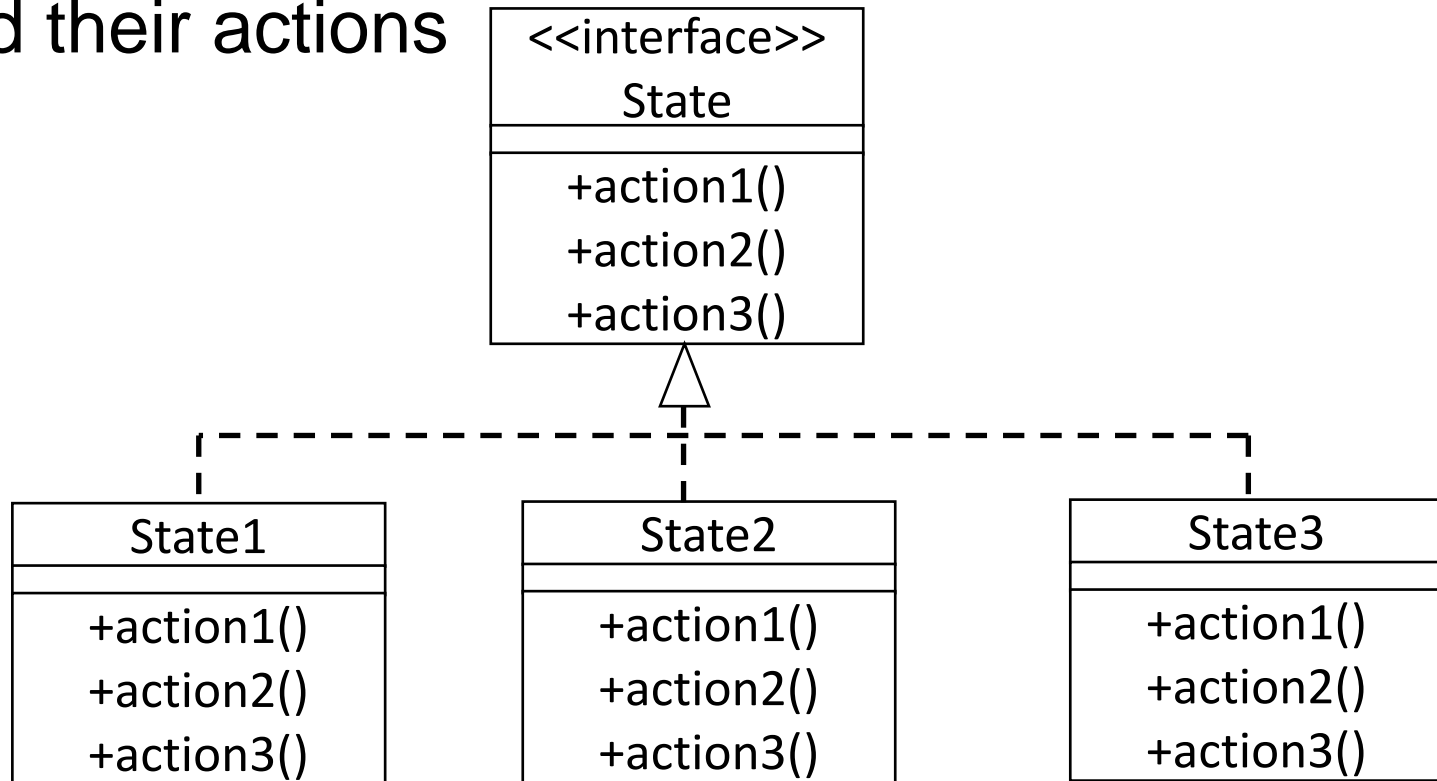 d their actions
<<interface>>
State
+action1()
+action2()
+action3()
State1
+action1()
+action2()
+action3()
State2
+action1()
+action2()
+action3()
State3
+action1()
+action2()
+action3()